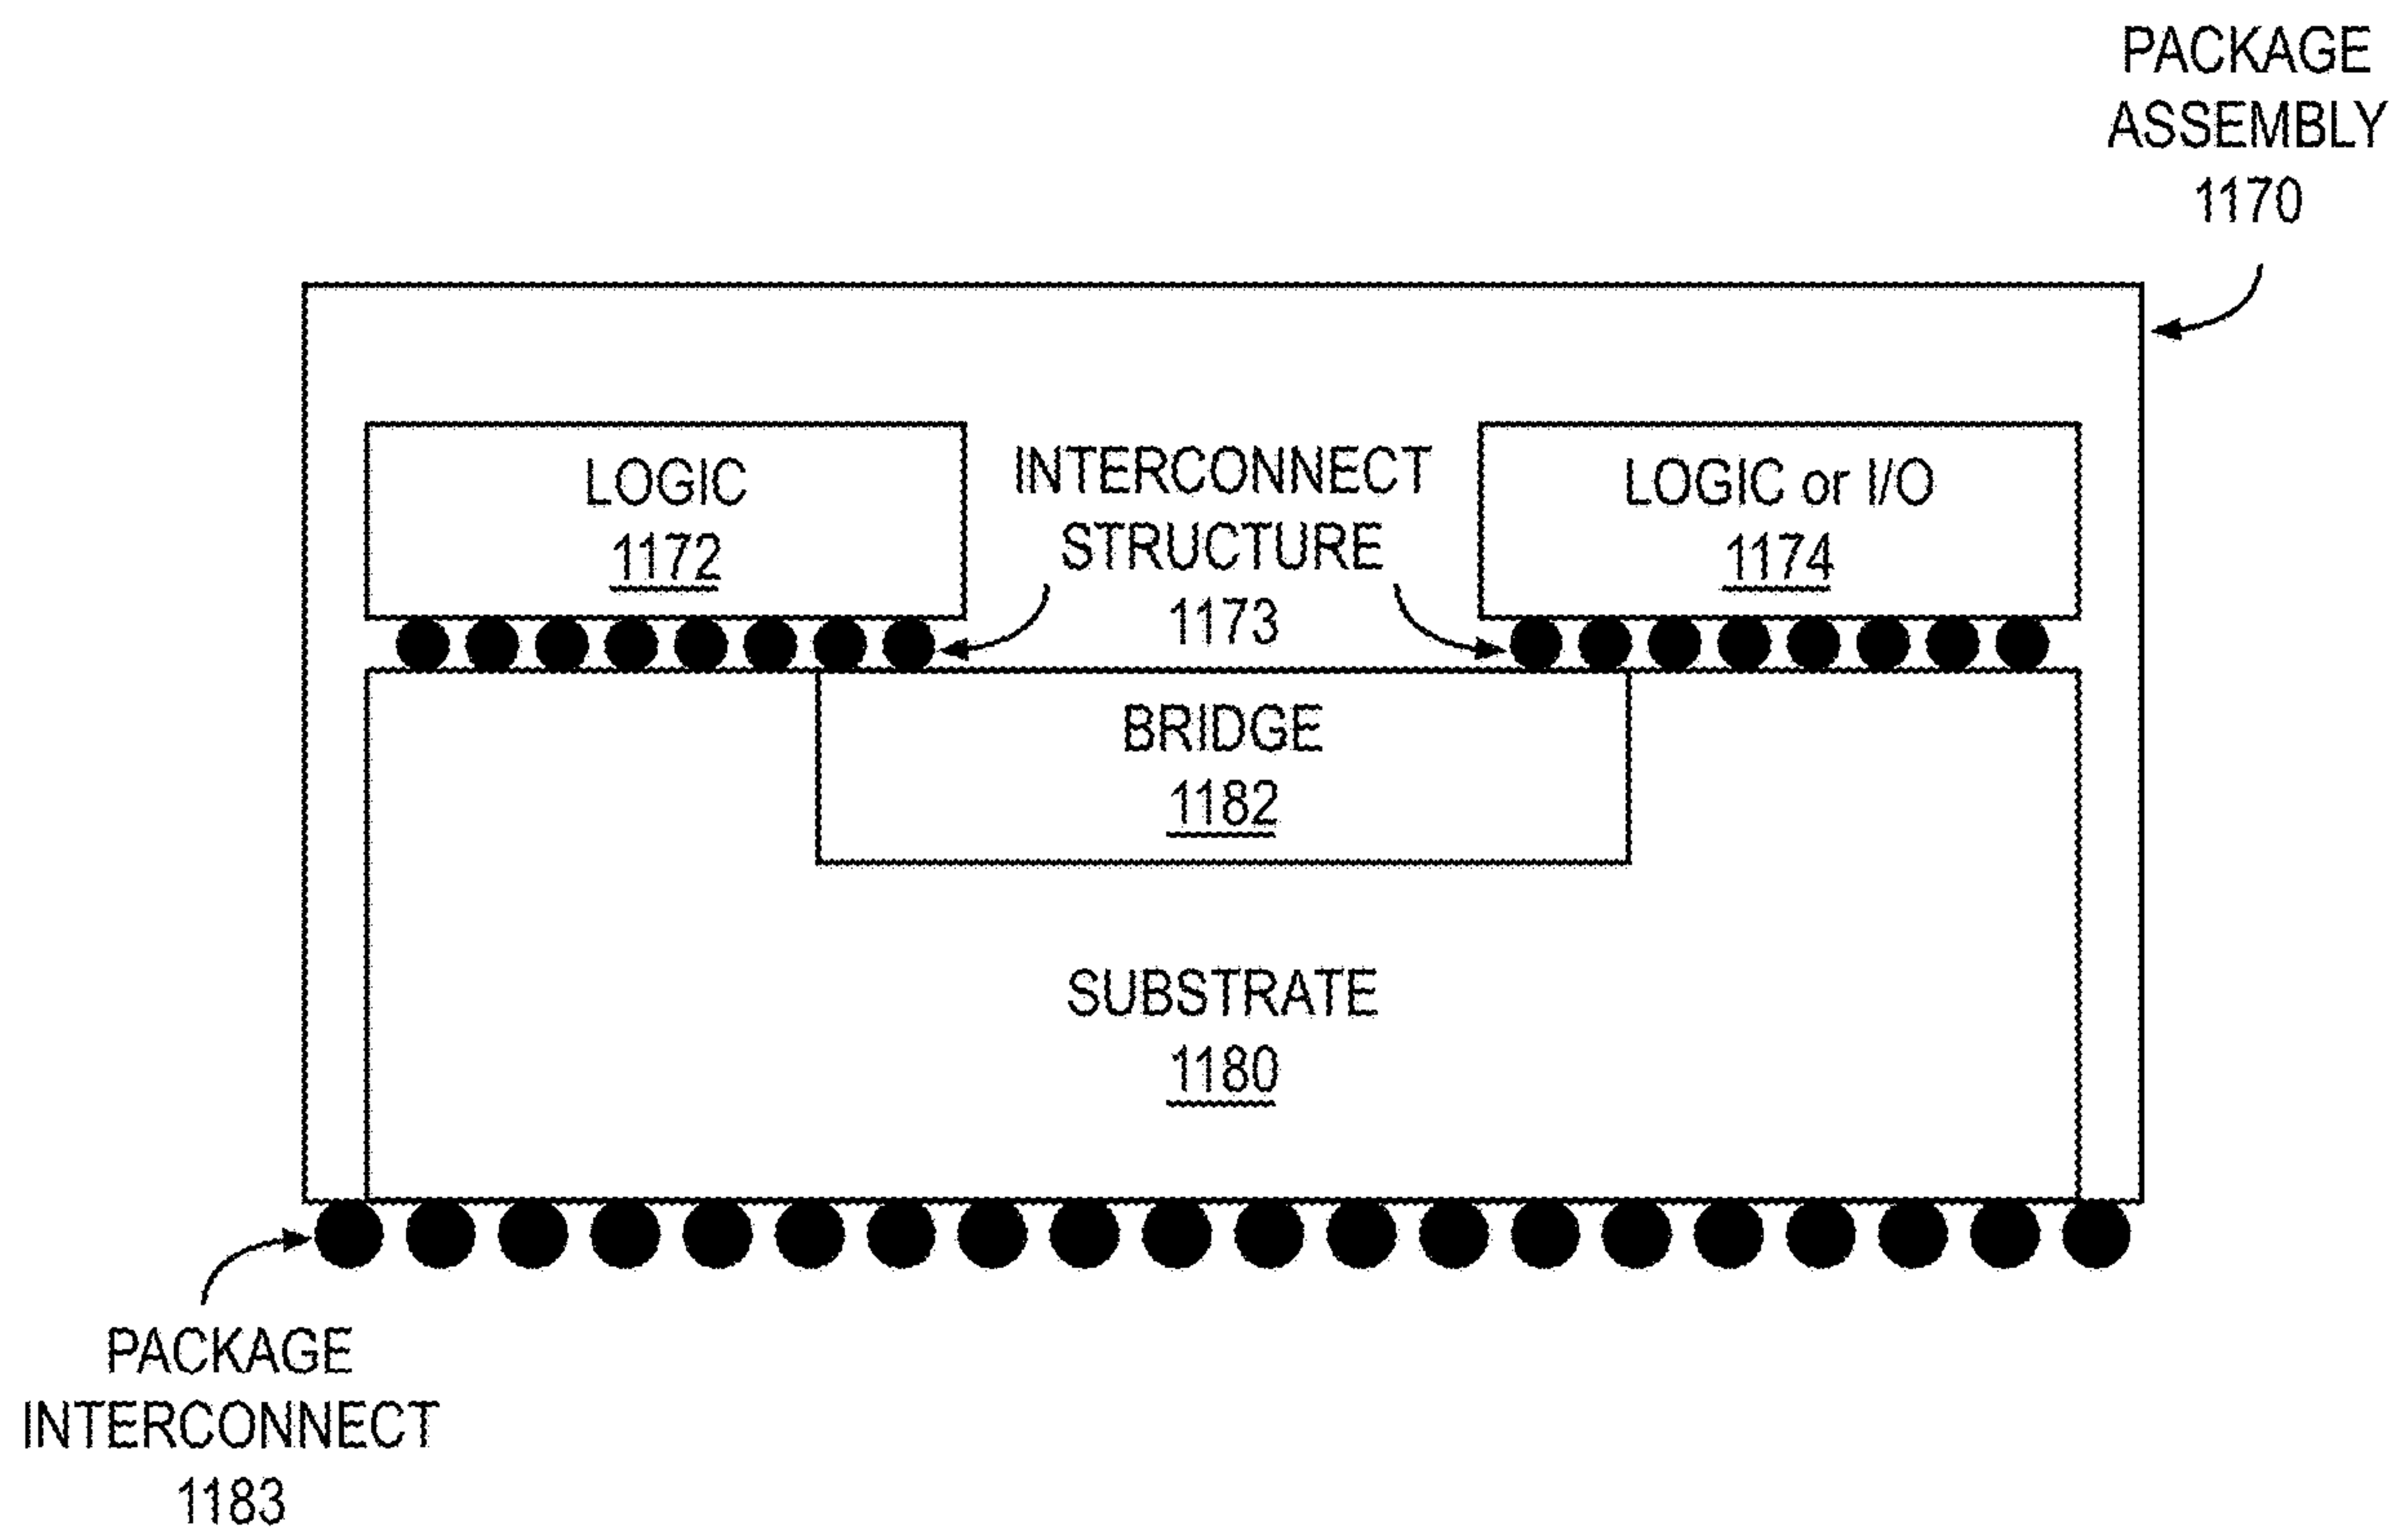 PACKAGE
ASSEMBLY
1170
LOGIC
1172
INTERCONNECT
STRUCTURE
1173
LOGIC or I/O
1174
BRIDGE
1182
SUBSTRATE
1180
PACKAGE
INTERCONNECT
1183